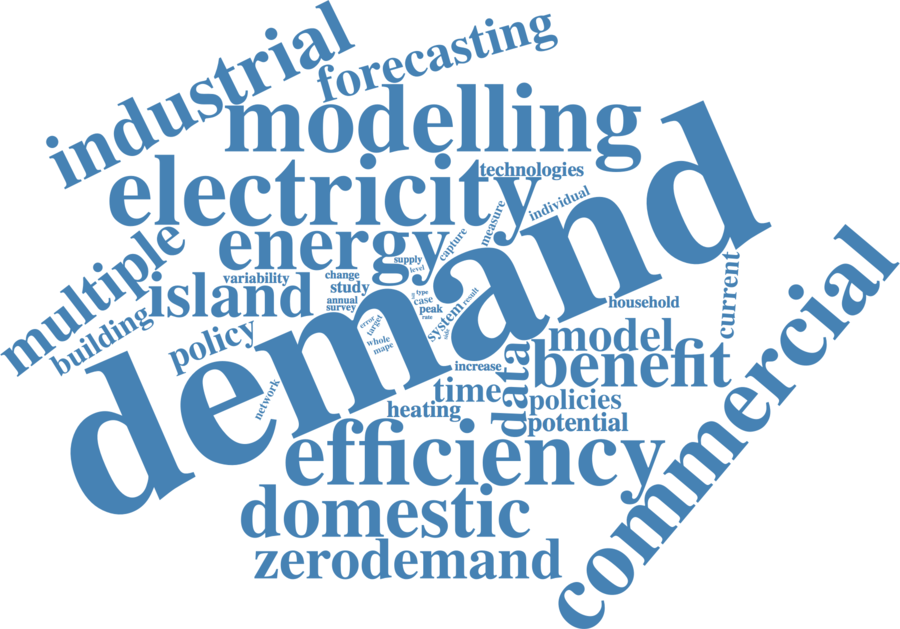 industrial
forecasting
modelling
electricity
technologies
individual
measure
capture
energy
multiple
supply
level
variability
change
study
island
annual
survey
type
case
peak
rate
result
system
error
target
whole
mape
household
current
demand
building
policy
network
model
benefit
increase
time
data
policies
heating
potential
efficiency
commercial
domestic
zerodemand